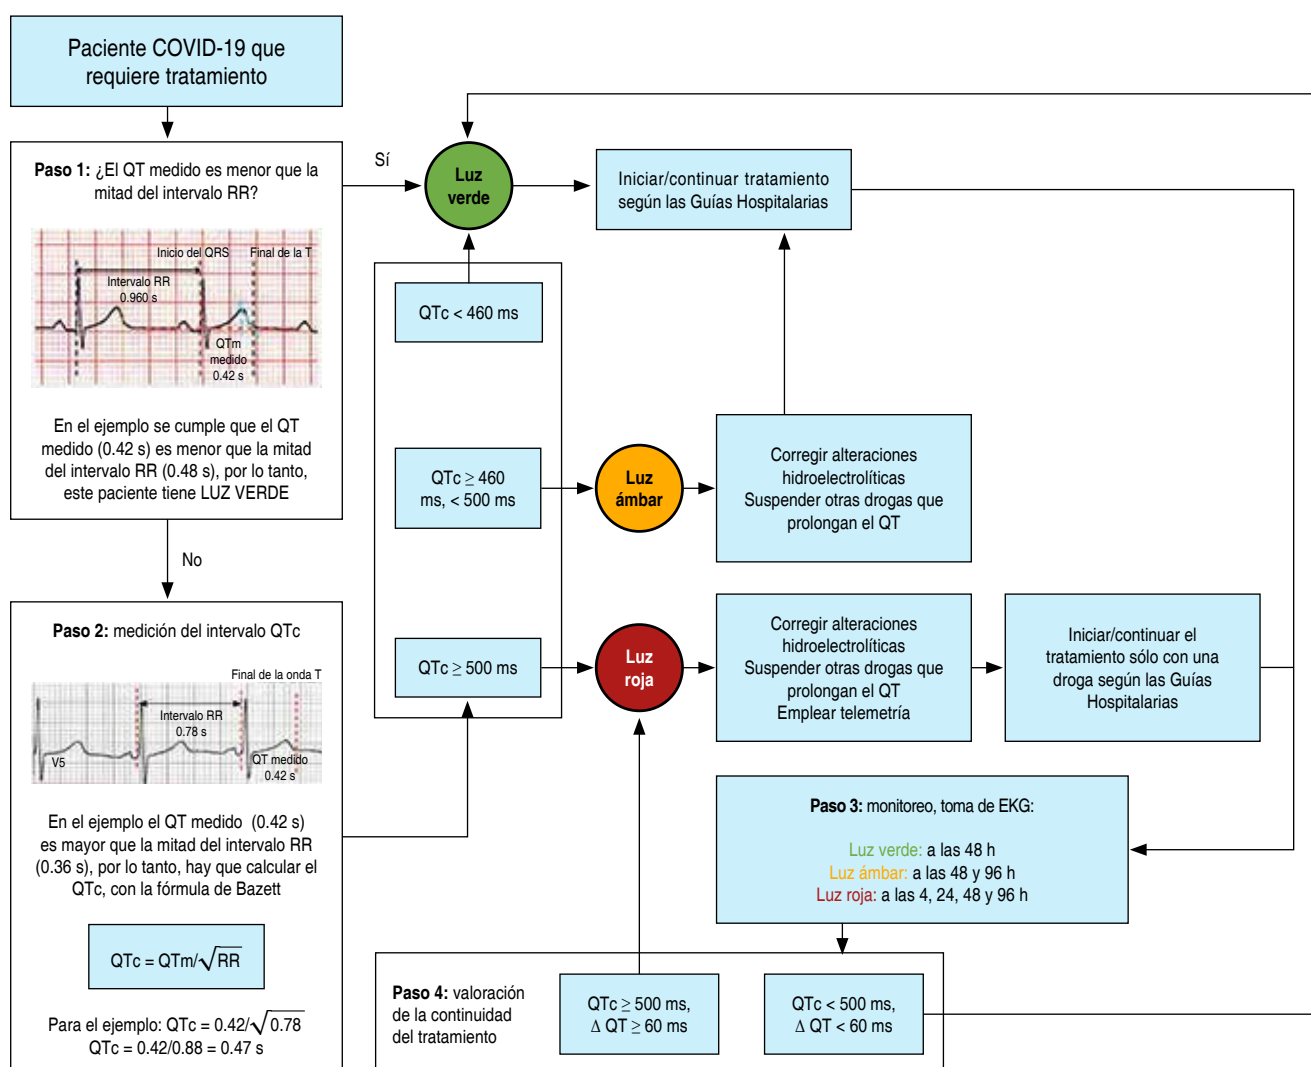 Paciente COVID-19 que
requiere tratamiento
Paso 1: ¿El QT medido es menor que la
mitad del intervalo RR?
Inicio del QRS
Final de la T
Intervalo RR
0.960 s
QTm
medido
0.42 s
En el ejemplo se cumple que el QT
medido (0.42 s) es menor que la mitad
del intervalo RR (0.48 s), por lo tanto,
este paciente tiene LUZ VERDE
Sí
No
Luz
verde
Iniciar/continuar tratamiento
según las Guías Hospitalarias
QTc < 460 ms
QTc ≥ 460
ms, < 500 ms
Luz
ámbar
Corregir alteraciones
hidroelectrolíticas
Suspender otras drogas que
prolongan el QT
Paso 2: medición del intervalo QTc
Final de la onda T
Intervalo RR
0.78 s
V5
QT medido
0.42 s
En el ejemplo el QT medido (0.42 s)
es mayor que la mitad del intervalo RR
(0.36 s), por lo tanto, hay que calcular el
QTc, con la fórmula de Bazett
QTc = QTm/√RR
Para el ejemplo: QTc = 0.42/√0.78
QTc = 0.42/0.88 = 0.47 s
QTc ≥ 500 ms
Luz
roja
Corregir alteraciones
hidroelectrolíticas
Suspender otras drogas que
prolongan el QT
Emplear telemetría
Iniciar/continuar el
tratamiento sólo con una
droga según las Guías
Hospitalarias
Paso 3: monitoreo, toma de EKG:
Luz verde: a las 48 h
Luz ámbar: a las 48 y 96 h
Luz roja: a las 4, 24, 48 y 96 h
Paso 4: valoración
de la continuidad
del tratamiento
QTc ≥ 500 ms,
Δ QT ≥ 60 ms
QTc < 500 ms,
Δ QT < 60 ms